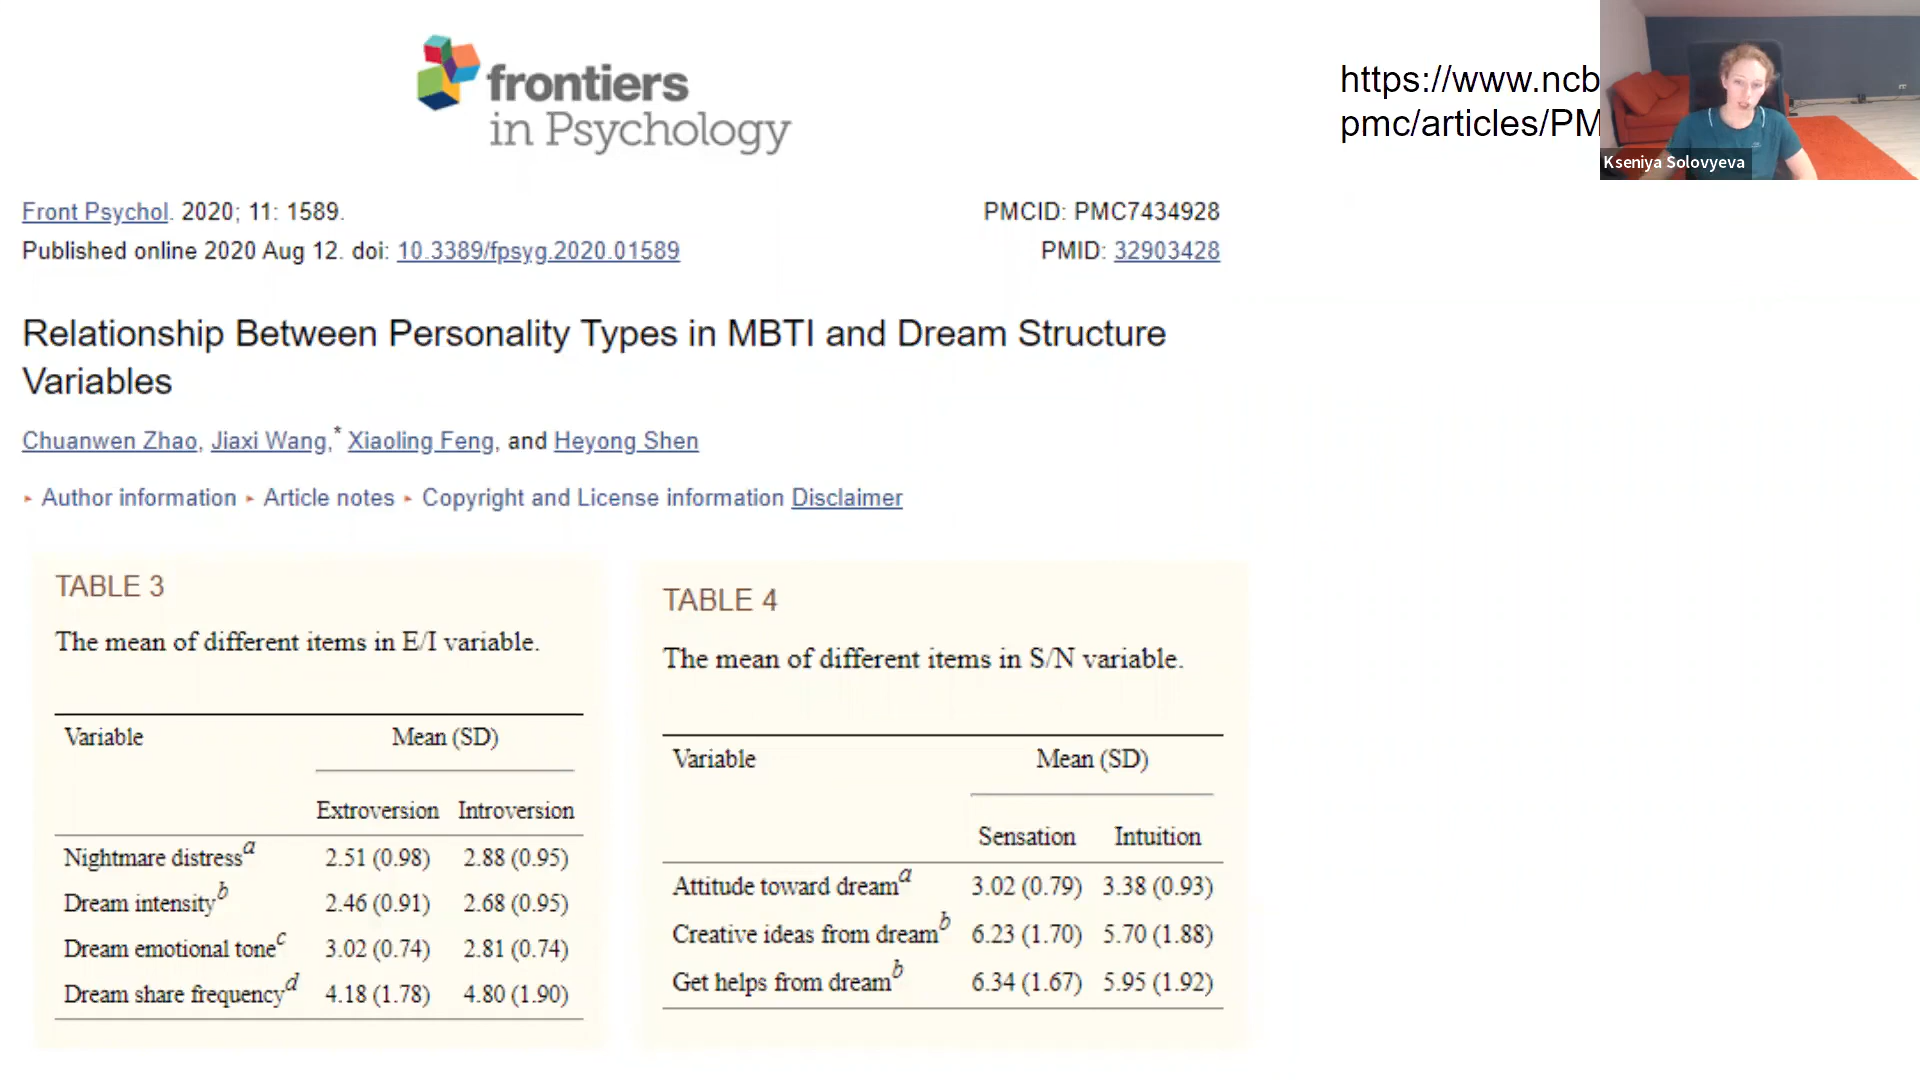 frontiers
in Psychology
https://www.ncb
pmc/articles/PM
Kseniya Solovyeva
Front Psychol. 2020; 11: 1589.
PMCID: PMC7434928
Published online 2020 Aug 12. doi: 10.3389/fpsyg.2020.01589
PMID: 32903428
Relationship Between Personality Types in MBTI and Dream Structure
Variables
Chuanwen Zhao, Jiaxi Wang,* Xiaoling Feng, and Heyong Shen
▸ Author information ▸ Article notes ▸ Copyright and License information Disclaimer
TABLE 3
The mean of different items in E/I variable.
Variable Mean (SD)
Extroversion Introversion
Nightmare distress^a 2.51 (0.98) 2.88 (0.95)
Dream intensity^b 2.46 (0.91) 2.68 (0.95)
Dream emotional tone^c 3.02 (0.74) 2.81 (0.74)
Dream share frequency^d 4.18 (1.78) 4.80 (1.90)
TABLE 4
The mean of different items in S/N variable.
Variable Mean (SD)
Sensation Intuition
Attitude toward dream^a 3.02 (0.79) 3.38 (0.93)
Creative ideas from dream^b 6.23 (1.70) 5.70 (1.88)
Get helps from dream^b 6.34 (1.67) 5.95 (1.92)